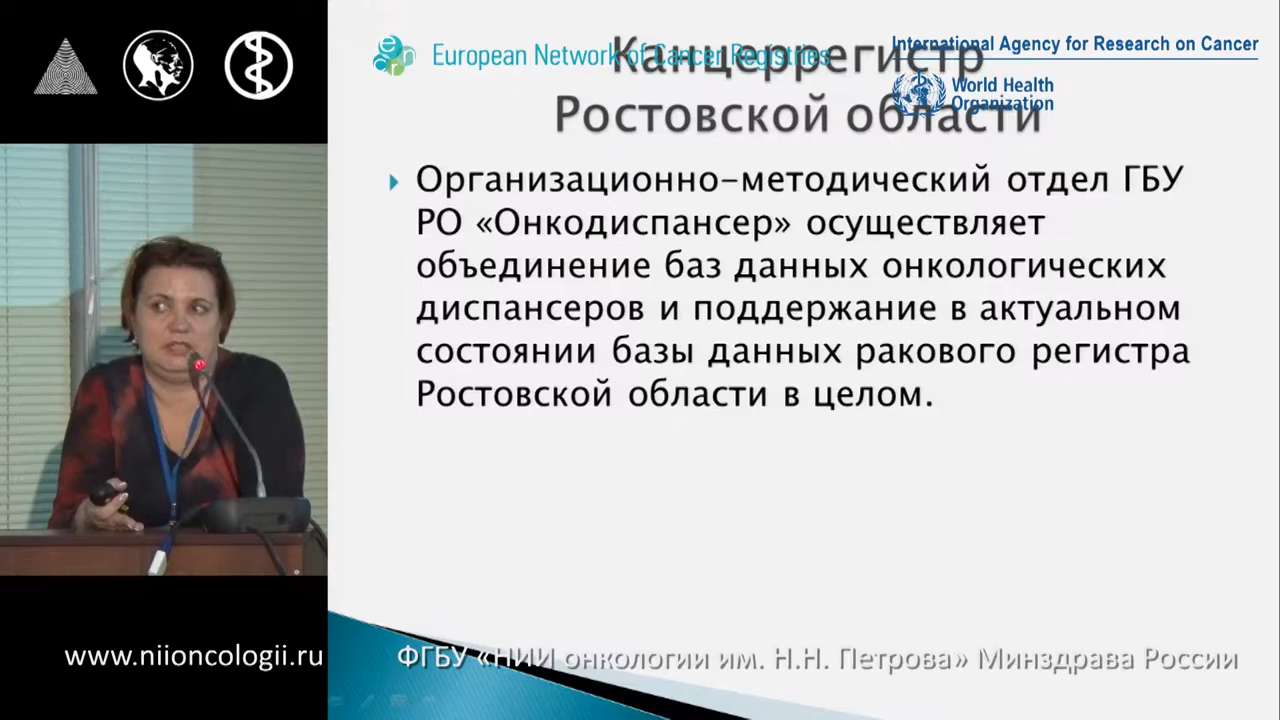 European Network of Cancer Registries
International Agency for Research on Cancer
World Health
Organization
Канцеррегистр
Ростовской области
Организационно-методический отдел ГБУ
РО «Онкодиспансер» осуществляет
объединение баз данных онкологических
диспансеров и поддержание в актуальном
состоянии базы данных ракового регистра
Ростовской области в целом.
www.niioncologii.ru
ФГБУ «НИИ онкологии им. Н.Н. Петрова» Минздрава России